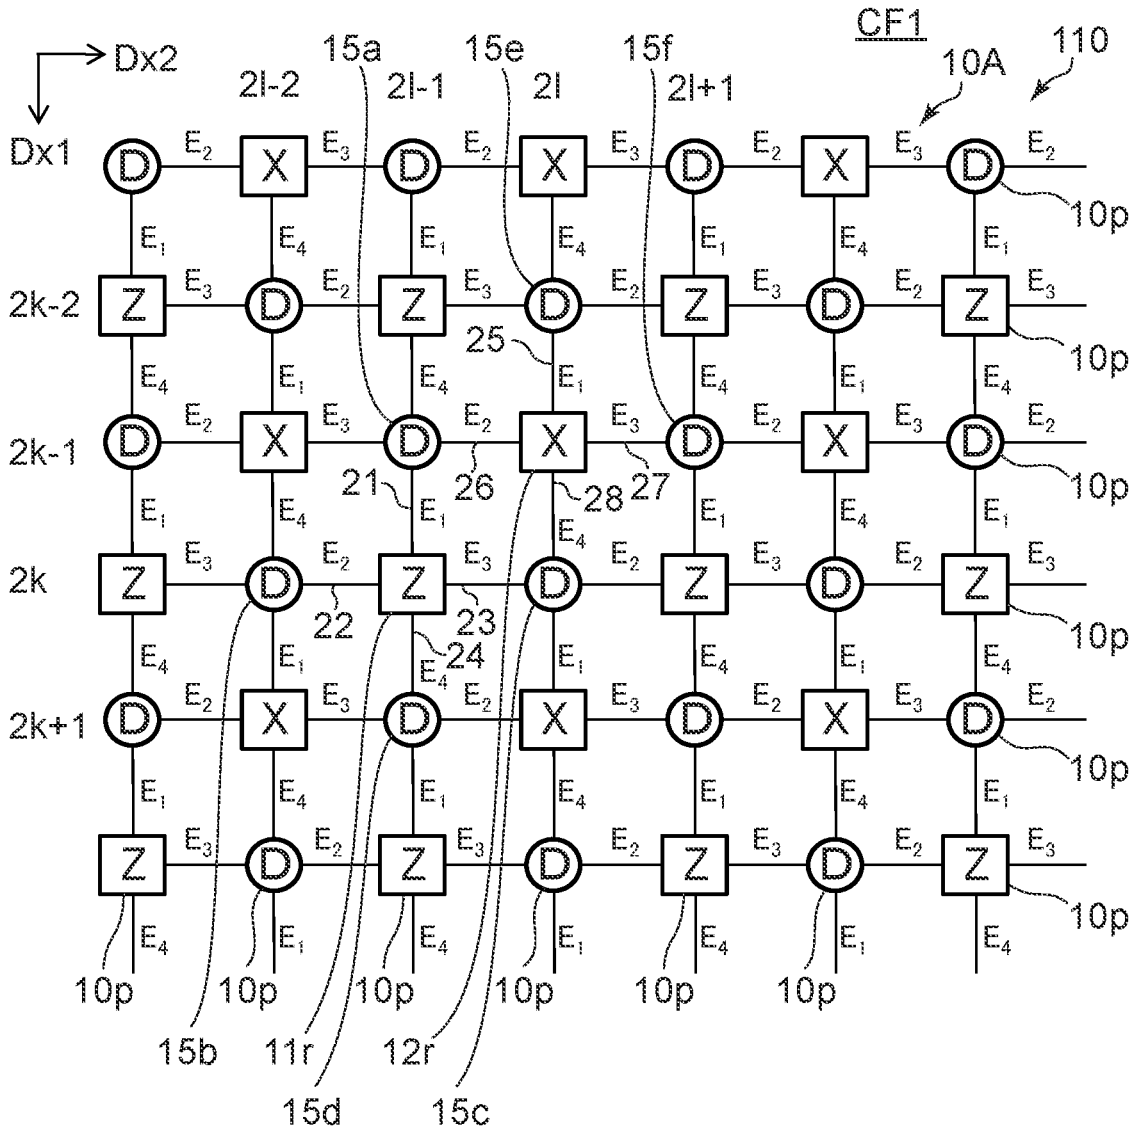 CF1
15a 15e 15f 10A 110
Dx2
2l-2 2l-1 2l 2l+1
Dx1
D E₂ X E₃ D E₂ X E₃ D E₂ X E₃ D E₂
10p
E₁ E₄ E₁ E₄ E₁ E₄ E₁
2k-2 Z E₃ D E₂ Z E₃ D E₂ Z E₃ D E₂ Z E₃
25 10p
E₄ E₁ E₄ E₁ E₄ E₁ E₄
2k-1 D E₂ X E₃ D E₂ X E₃ D E₂ X E₃ D E₂
21 26 28 27 10p
E₁ E₄ E₁ E₄ E₁ E₄ E₁
2k Z E₃ D E₂ Z E₃ D E₂ Z E₃ D E₂ Z E₃
22 23 10p
24
E₄ E₁ E₄ E₁ E₄ E₁ E₄
2k+1 D E₂ X E₃ D E₂ X E₃ D E₂ X E₃ D E₂
10p
E₁ E₄ E₁ E₄ E₁ E₄ E₁
Z E₃ D E₂ Z E₃ D E₂ Z E₃ D E₂ Z E₃
10p
E₄ E₁ E₄ E₁ E₄ E₁ E₄
10p 10p 10p 10p 10p 10p
15b 11r 12r
15d 15c